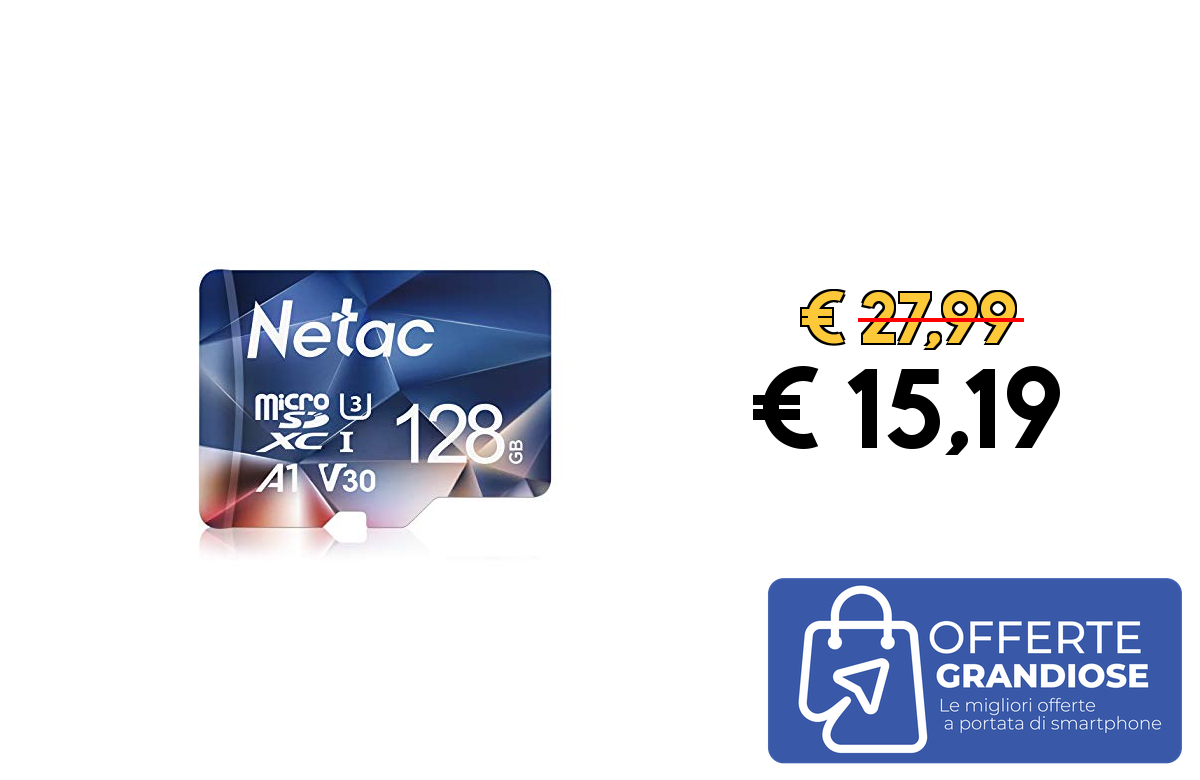 Netac
micro SD XC I U3
128 GB
A1 V30
€ 27,99
€ 15,19
OFFERTE
GRANDIOSE
Le migliori offerte
a portata di smartphone